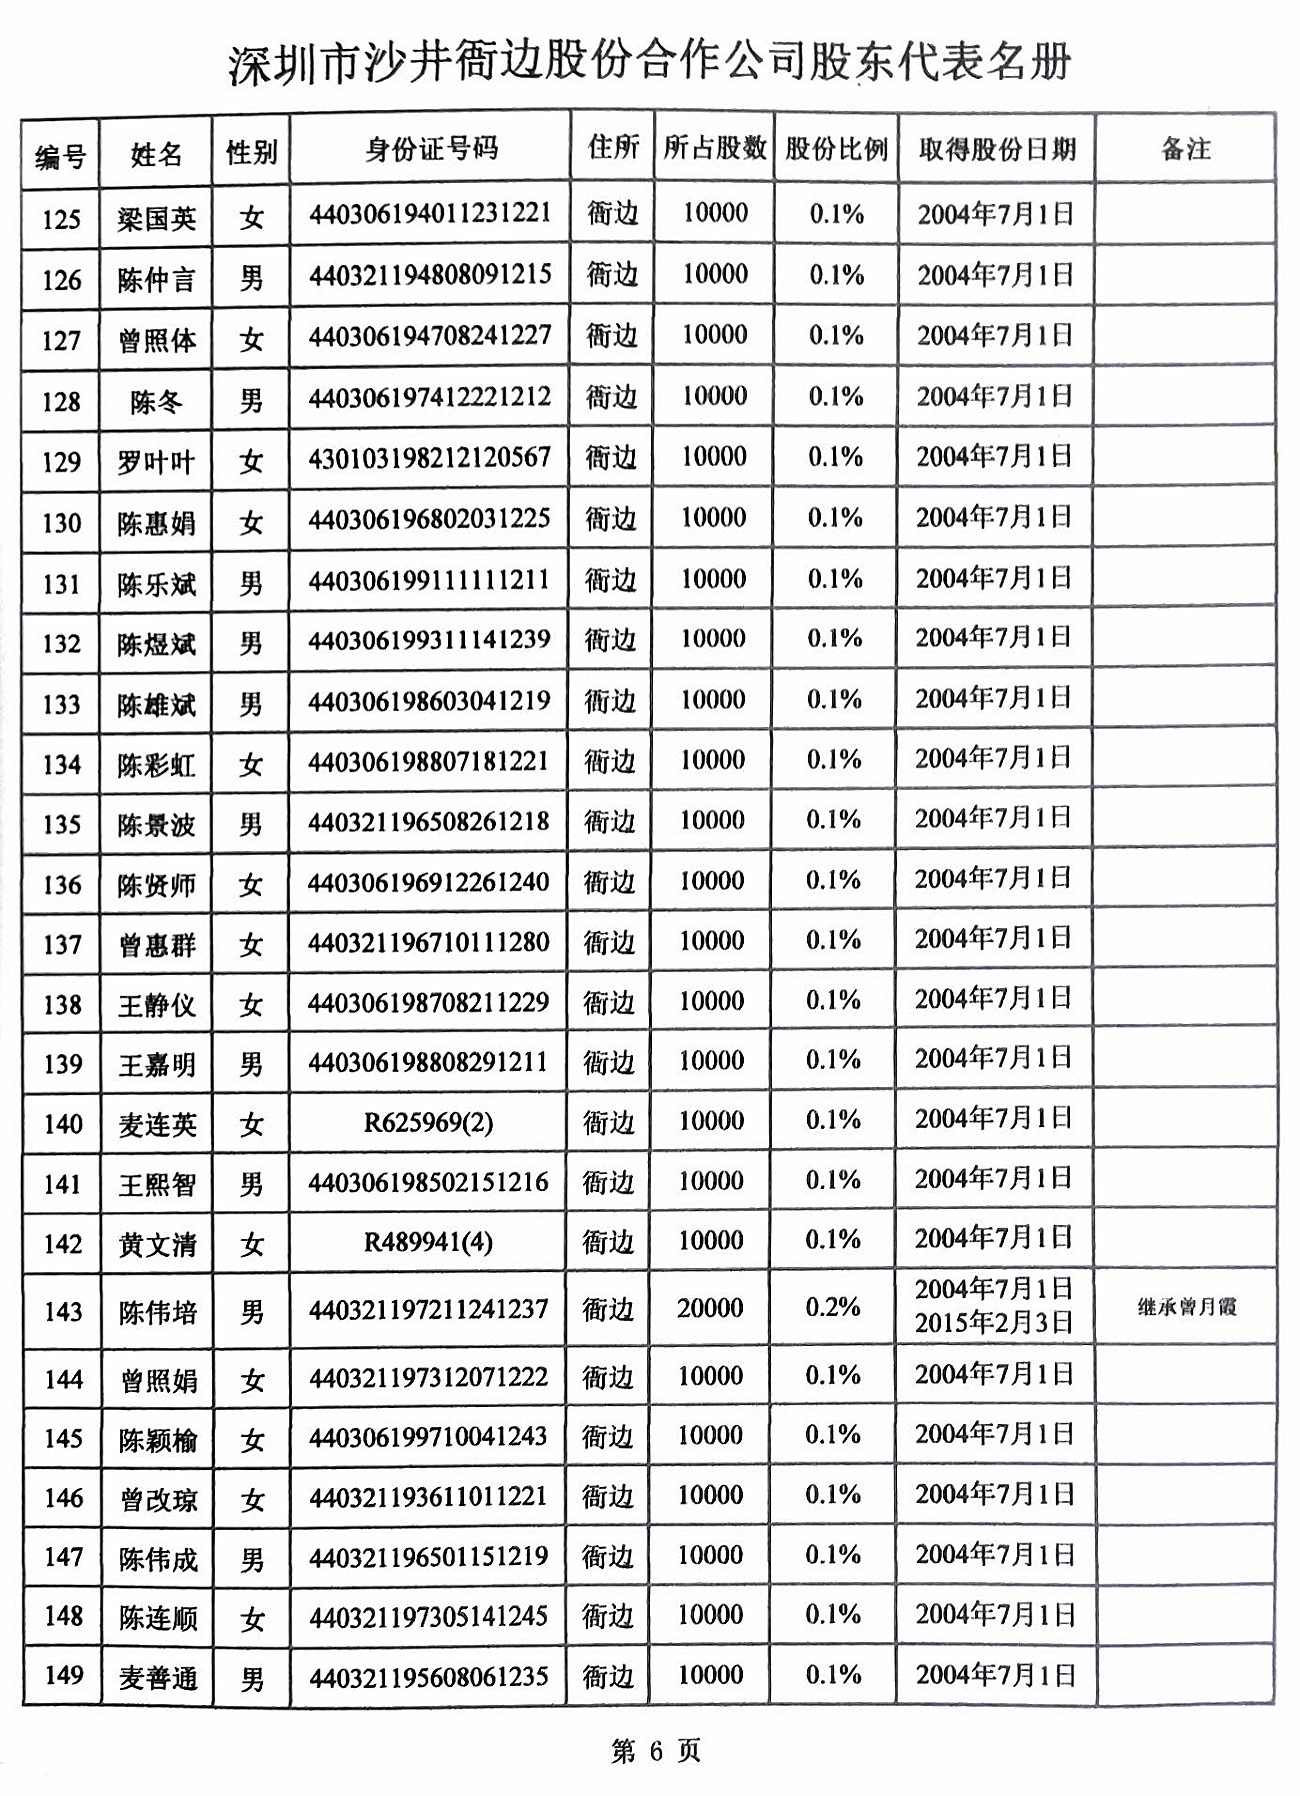 深圳市沙井衙边股份合作公司股东代表名册
编号 姓名 性别 身份证号码 住所 所占股数 股份比例 取得股份日期 备注
125 梁国英 女 440306194011231221 衙边 10000 0.1% 2004年7月1日
126 陈仲言 男 440321194808091215 衙边 10000 0.1% 2004年7月1日
127 曾照体 女 440306194708241227 衙边 10000 0.1% 2004年7月1日
128 陈冬 男 440306197412221212 衙边 10000 0.1% 2004年7月1日
129 罗叶叶 女 430103198212120567 衙边 10000 0.1% 2004年7月1日
130 陈惠娟 女 440306196802031225 衙边 10000 0.1% 2004年7月1日
131 陈乐斌 男 440306199111111211 衙边 10000 0.1% 2004年7月1日
132 陈煜斌 男 440306199311141239 衙边 10000 0.1% 2004年7月1日
133 陈雄斌 男 440306198603041219 衙边 10000 0.1% 2004年7月1日
134 陈彩虹 女 440306198807181221 衙边 10000 0.1% 2004年7月1日
135 陈景波 男 440321196508261218 衙边 10000 0.1% 2004年7月1日
136 陈贤师 女 440306196912261240 衙边 10000 0.1% 2004年7月1日
137 曾惠群 女 440321196710111280 衙边 10000 0.1% 2004年7月1日
138 王静仪 女 440306198708211229 衙边 10000 0.1% 2004年7月1日
139 王嘉明 男 440306198808291211 衙边 10000 0.1% 2004年7月1日
140 麦连英 女 R625969(2) 衙边 10000 0.1% 2004年7月1日
141 王熙智 男 440306198502151216 衙边 10000 0.1% 2004年7月1日
142 黄文清 女 R489941(4) 衙边 10000 0.1% 2004年7月1日
143 陈伟培 男 440321197211241237 衙边 20000 0.2% 2004年7月1日 2015年2月3日 继承曾月霞
144 曾照娟 女 440321197312071222 衙边 10000 0.1% 2004年7月1日
145 陈颖榆 女 440306199710041243 衙边 10000 0.1% 2004年7月1日
146 曾改琼 女 440321193611011221 衙边 10000 0.1% 2004年7月1日
147 陈伟成 男 440321196501151219 衙边 10000 0.1% 2004年7月1日
148 陈连顺 女 440321197305141245 衙边 10000 0.1% 2004年7月1日
149 麦善通 男 440321195608061235 衙边 10000 0.1% 2004年7月1日
第 6 页